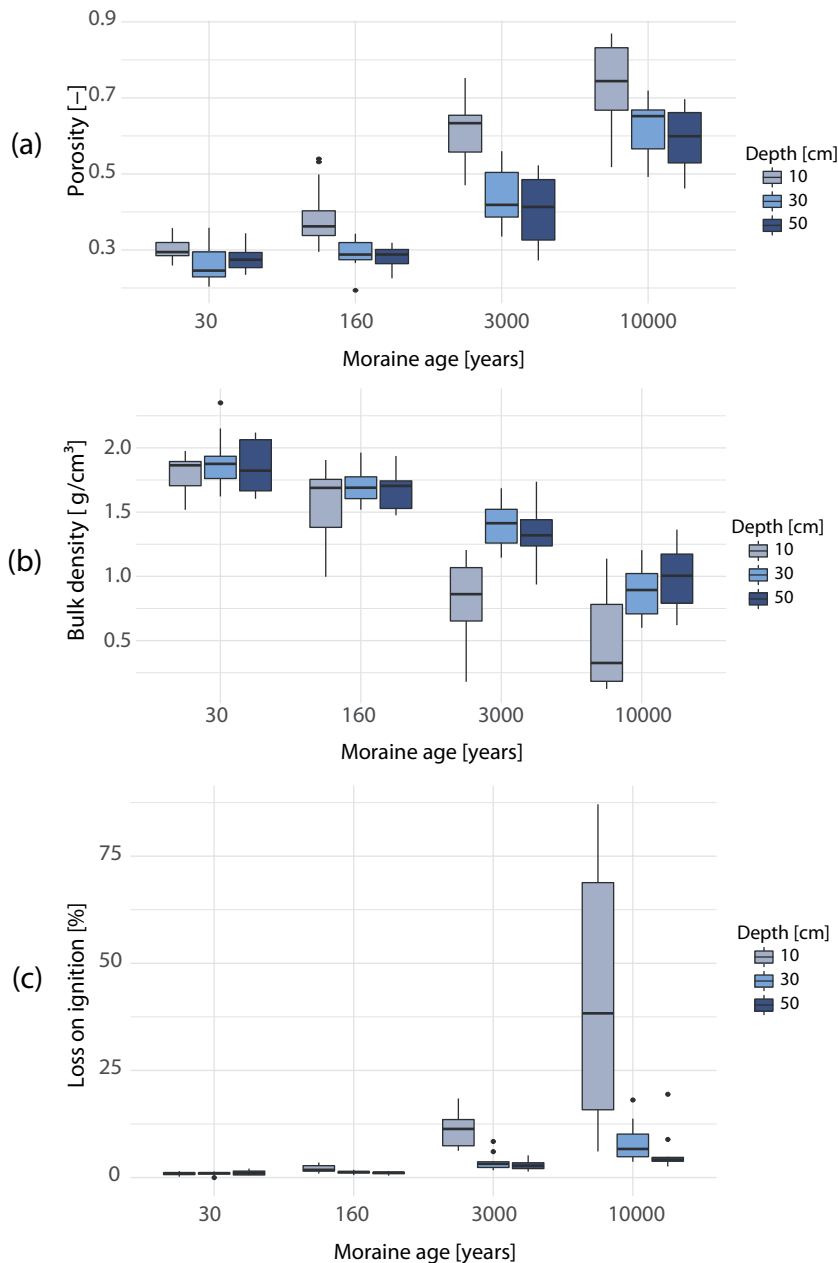 (a)
Porosity [–]
0.9
0.7
0.5
0.3
30 160 3000 10000
Moraine age [years]
Depth [cm]
10
30
50
(b)
Bulk density [ g/cm³]
2.0
1.5
1.0
0.5
30 160 3000 10000
Moraine age [years]
Depth [cm]
10
30
50
(c)
Loss on ignition [%]
75
50
25
0
30 160 3000 10000
Moraine age [years]
Depth [cm]
10
30
50